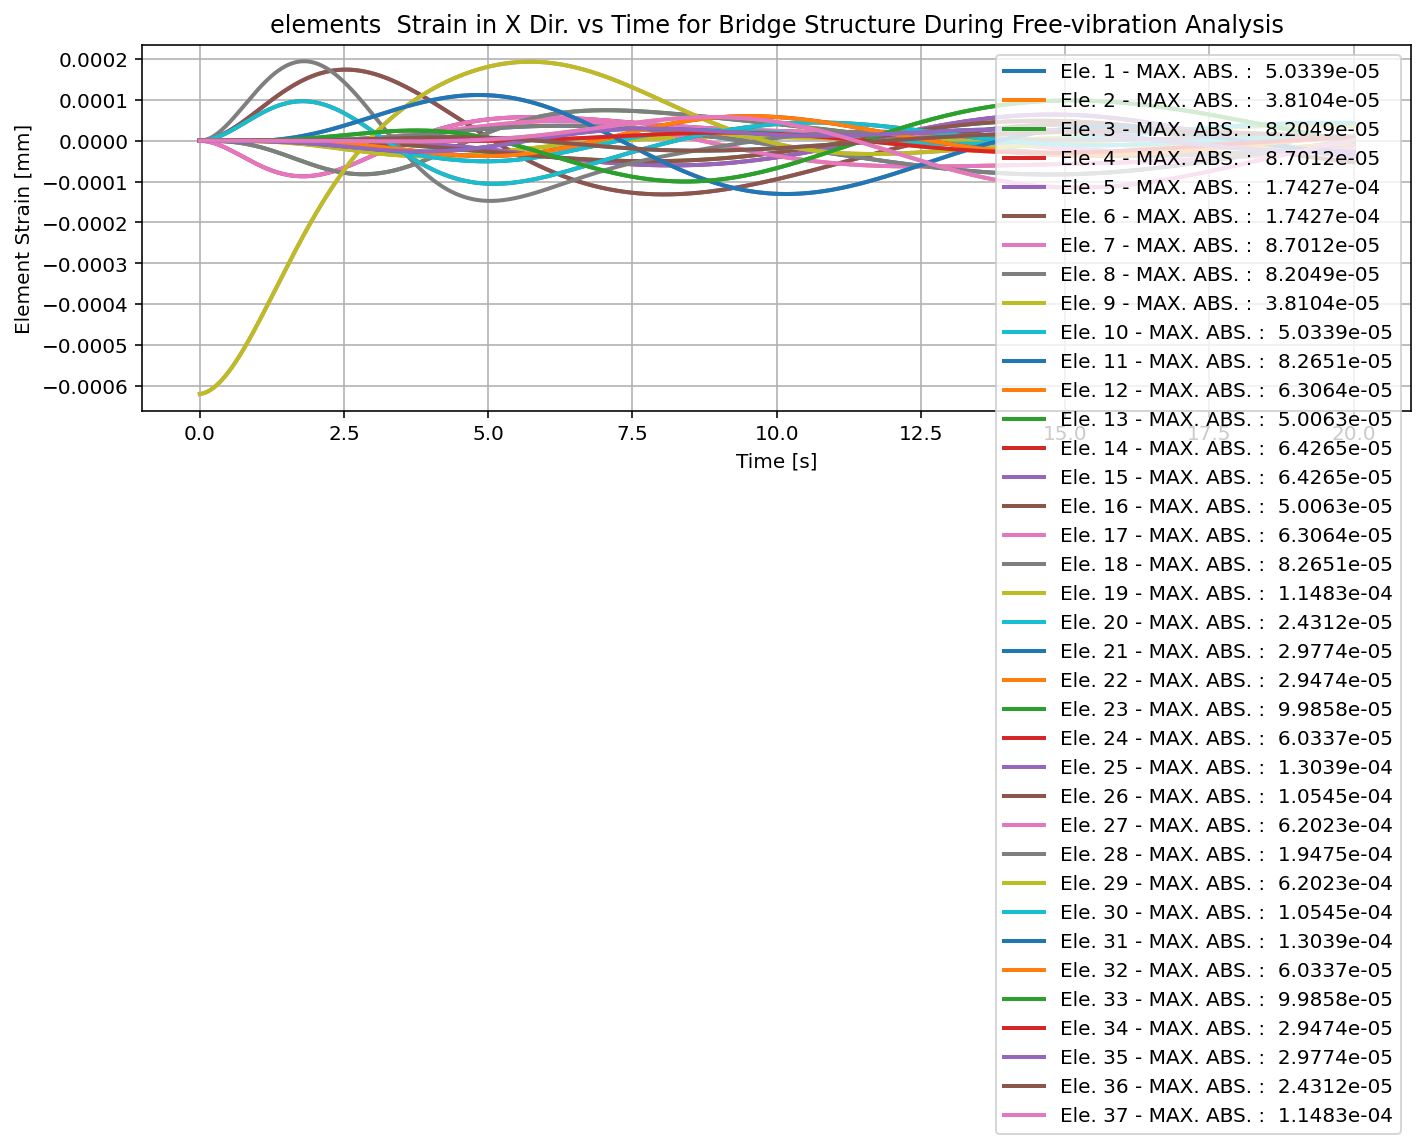 elements  Strain in X Dir. vs Time for Bridge Structure During Free-vibration Analysis
Element Strain [mm]
0.0002
0.0001
0.0000
−0.0001
−0.0002
−0.0003
−0.0004
−0.0005
−0.0006
0.0
2.5
5.0
7.5
10.0
12.5
15.0
17.5
20.0
Time [s]
Ele. 1 - MAX. ABS. :  5.0339e-05
Ele. 2 - MAX. ABS. :  3.8104e-05
Ele. 3 - MAX. ABS. :  8.2049e-05
Ele. 4 - MAX. ABS. :  8.7012e-05
Ele. 5 - MAX. ABS. :  1.7427e-04
Ele. 6 - MAX. ABS. :  1.7427e-04
Ele. 7 - MAX. ABS. :  8.7012e-05
Ele. 8 - MAX. ABS. :  8.2049e-05
Ele. 9 - MAX. ABS. :  3.8104e-05
Ele. 10 - MAX. ABS. :  5.0339e-05
Ele. 11 - MAX. ABS. :  8.2651e-05
Ele. 12 - MAX. ABS. :  6.3064e-05
Ele. 13 - MAX. ABS. :  5.0063e-05
Ele. 14 - MAX. ABS. :  6.4265e-05
Ele. 15 - MAX. ABS. :  6.4265e-05
Ele. 16 - MAX. ABS. :  5.0063e-05
Ele. 17 - MAX. ABS. :  6.3064e-05
Ele. 18 - MAX. ABS. :  8.2651e-05
Ele. 19 - MAX. ABS. :  1.1483e-04
Ele. 20 - MAX. ABS. :  2.4312e-05
Ele. 21 - MAX. ABS. :  2.9774e-05
Ele. 22 - MAX. ABS. :  2.9474e-05
Ele. 23 - MAX. ABS. :  9.9858e-05
Ele. 24 - MAX. ABS. :  6.0337e-05
Ele. 25 - MAX. ABS. :  1.3039e-04
Ele. 26 - MAX. ABS. :  1.0545e-04
Ele. 27 - MAX. ABS. :  6.2023e-04
Ele. 28 - MAX. ABS. :  1.9475e-04
Ele. 29 - MAX. ABS. :  6.2023e-04
Ele. 30 - MAX. ABS. :  1.0545e-04
Ele. 31 - MAX. ABS. :  1.3039e-04
Ele. 32 - MAX. ABS. :  6.0337e-05
Ele. 33 - MAX. ABS. :  9.9858e-05
Ele. 34 - MAX. ABS. :  2.9474e-05
Ele. 35 - MAX. ABS. :  2.9774e-05
Ele. 36 - MAX. ABS. :  2.4312e-05
Ele. 37 - MAX. ABS. :  1.1483e-04